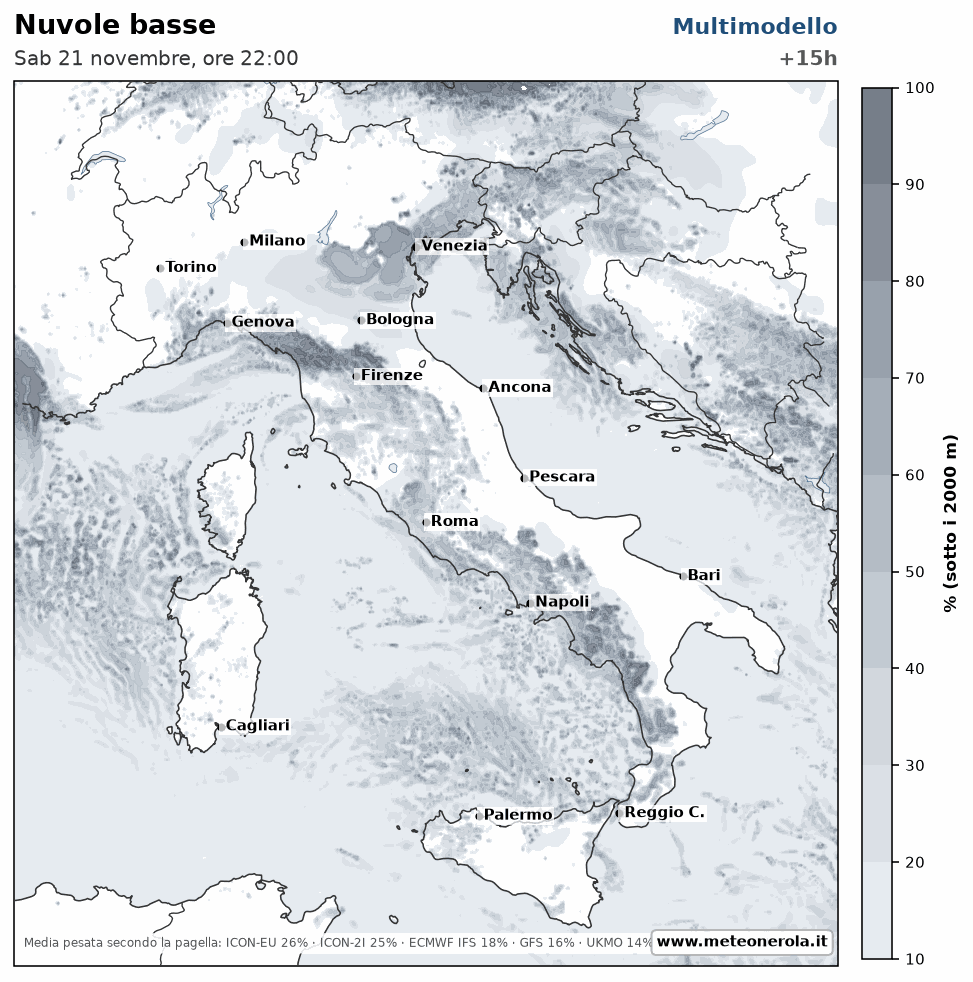 Nuvole basse
Multimodello
Sab 21 novembre, ore 22:00
+15h
100
90
80
70
60
50
40
30
20
10
% (sotto i 2000 m)
Milano
Venezia
Torino
Genova
Bologna
Firenze
Ancona
Pescara
Roma
Bari
Napoli
Cagliari
Palermo
Reggio C.
Media pesata secondo la pagella: ICON-EU 26% · ICON-2I 25% · ECMWF IFS 18% · GFS 16% · UKMO 14%
www.meteonerola.it